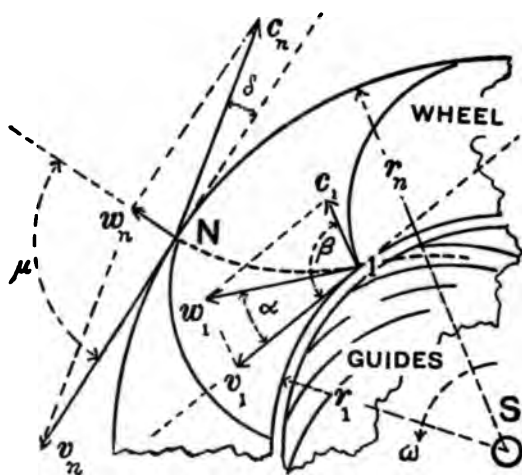 c_n
δ
WHEEL
r_n
w_n
N
c_1
β
1
μ
w_1
α
v_1
GUIDES
r_1
S
ω
v_n